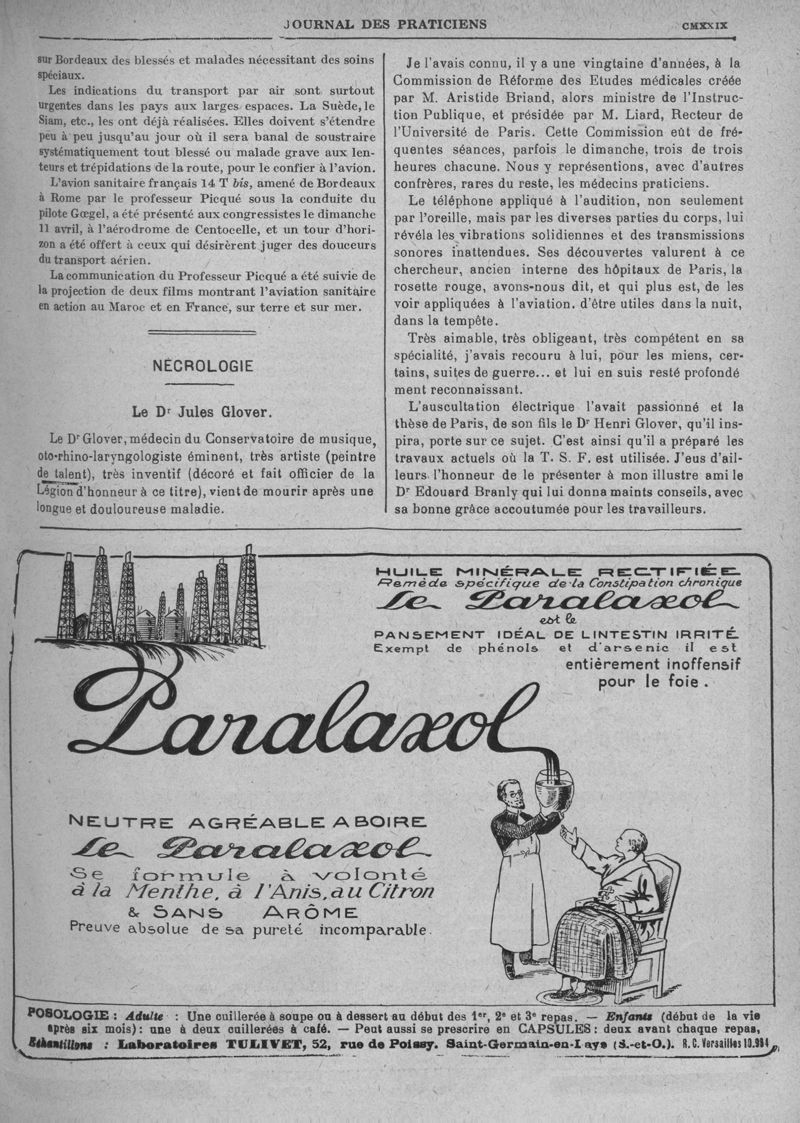 JOURNAL DES PRATICIENS
CMXXIX
sur Bordeaux des blessés et malades nécessitant des soins
spéciaux.
Les indications du transport par air sont surtout
urgentes dans les pays aux larges espaces. La Suède, le
Siam, etc., les ont déjà réalisées. Elles doivent s'étendre
peu à peu jusqu'au jour où il sera banal de soustraire
systématiquement tout blessé ou malade grave aux len-
teurs et trépidations de la route, pour le confier à l'avion.
L'avion sanitaire français 14 T bis, amené de Bordeaux
à Rome par le professeur Picqué sous la conduite du
pilote Gœgel, a été présenté aux congressistes le dimanche
11 avril, à l'aérodrome de Centocelle, et un tour d'hori-
zon a été offert à ceux qui désirèrent juger des douceurs
du transport aérien.
La communication du Professeur Picqué a été suivie de
la projection de deux films montrant l'aviation sanitaire
en action au Maroc et en France, sur terre et sur mer.
NÉCROLOGIE
Le Dr Jules Glover.
Le Dr Glover, médecin du Conservatoire de musique,
oto-rhino-laryngologiste éminent, très artiste (peintre
de talent), très inventif (décoré et fait officier de la
Légion d'honneur à ce titre), vient de mourir après une
longue et douloureuse maladie.
Je l'avais connu, il y a une vingtaine d'années, à la
Commission de Réforme des Etudes médicales créée
par M. Aristide Briand, alors ministre de l'Instruc-
tion Publique, et présidée par M. Liard, Recteur de
l'Université de Paris. Cette Commission eût de fré-
quentes séances, parfois le dimanche, trois de trois
heures chacune. Nous y représentions, avec d'autres
confrères, rares du reste, les médecins praticiens.
Le téléphone appliqué à l'audition, non seulement
par l'oreille, mais par les diverses parties du corps, lui
révéla les vibrations solidiennes et des transmissions
sonores inattendues. Ses découvertes valurent à ce
chercheur, ancien interne des hôpitaux de Paris, la
rosette rouge, avons-nous dit, et qui plus est, de les
voir appliquées à l'aviation. d'être utiles dans la nuit,
dans la tempête.
Très aimable, très obligeant, très compétent en sa
spécialité, j'avais recouru à lui, pour les miens, cer-
tains, suites de guerre... et lui en suis resté profondé
ment reconnaissant.
L'auscultation électrique l'avait passionné et la
thèse de Paris, de son fils le Dr Henri Glover, qu'il ins-
pira, porte sur ce sujet. C'est ainsi qu'il a préparé les
travaux actuels où la T. S. F. est utilisée. J'eus d'ail-
leurs l'honneur de le présenter à mon illustre ami le
Dr Edouard Branly qui lui donna maints conseils, avec
sa bonne grâce accoutumée pour les travailleurs.
HUILE MINÉRALE RECTIFIÉE
Remède spécifique de la Constipation chronique
Le Paralaxol
est le
PANSEMENT IDÉAL DE L'INTESTIN IRRITÉ
Exempt de phénols et d'arsenic il est
entièrement inoffensif
pour le foie.
Paralaxol
NEUTRE AGRÉABLE A BOIRE
Le Paralaxol
Se formule à volonté
à la Menthe, à l'Anis, au Citron
& SANS ARÔME
Preuve absolue de sa pureté incomparable.
POSOLOGIE : Adulte : Une cuillerée à soupe ou à dessert au début des 1er, 2e et 3e repas. — Enfants (début de la vie
après six mois) : une à deux cuillerées à café. — Peut aussi se prescrire en CAPSULES : deux avant chaque repas,
Echantillons : Laboratoires TULIVET, 52, rue de Poissy. Saint-Germain-en-Laye (S.-et-O.). R.C. Versailles 10.984